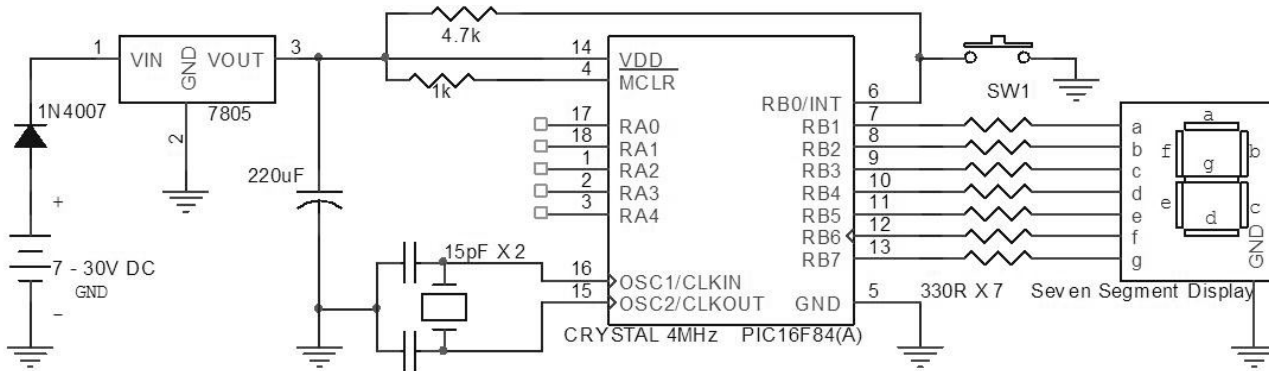 4.7k
1 VIN GND VOUT 3
7805
2
1N4007
+
7 - 30V DC
GND
−
220uF
1k
14 VDD
4 MCLR
17 RA0
18 RA1
1 RA2
2 RA3
3 RA4
15pF X 2
16 OSC1/CLKIN
15 OSC2/CLKOUT
CRYSTAL 4MHz
PIC16F84(A)
RB0/INT 6
RB1 7
RB2 8
RB3 9
RB4 10
RB5 11
RB6 12
RB7 13
GND 5
SW1
330R X 7
a
b
c
d
e
f
g
a
f b
g
e c
d
GND
Seven Segment Display